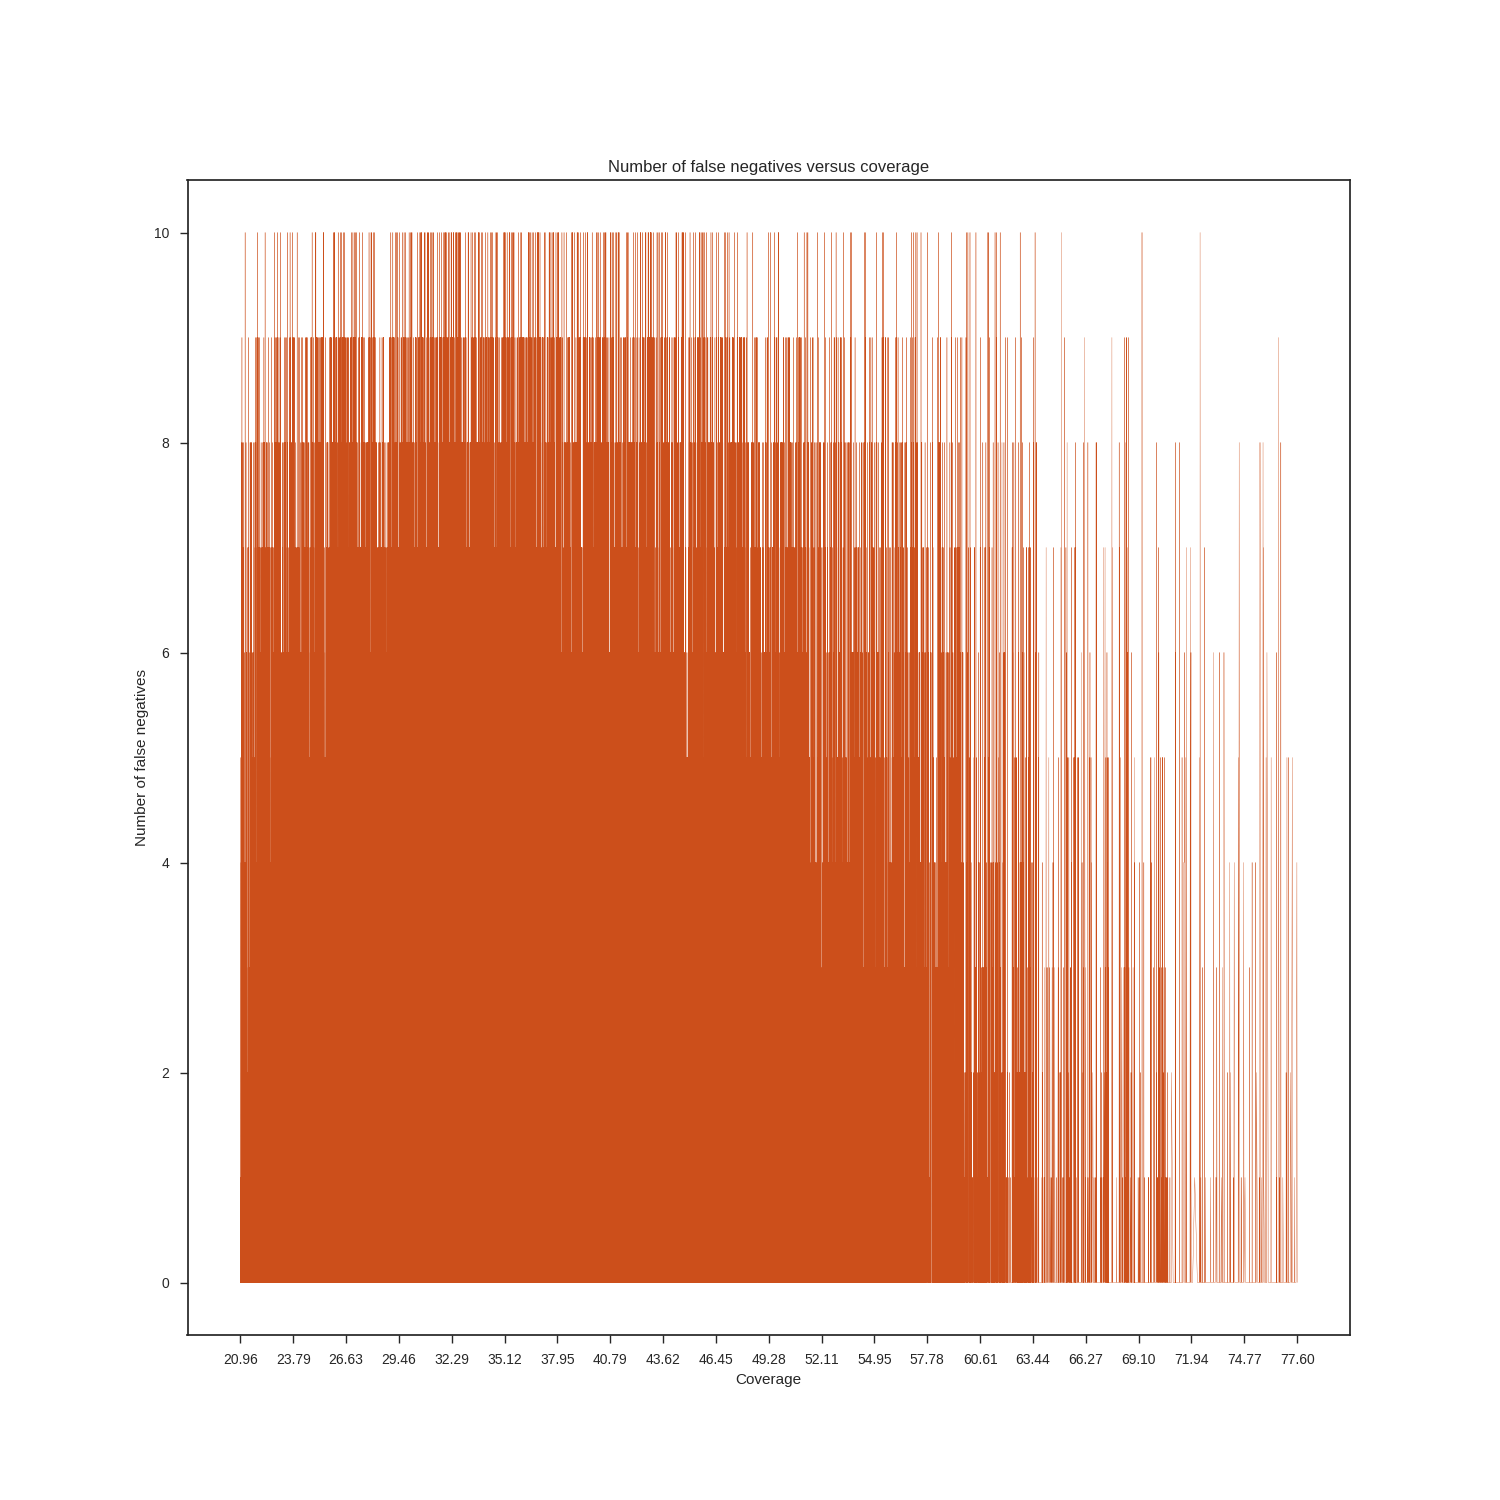 Number of false negatives versus coverage
10
8
6
4
2
0
Number of false negatives
20.96 23.79 26.63 29.46 32.29 35.12 37.95 40.79 43.62 46.45 49.28 52.11 54.95 57.78 60.61 63.44 66.27 69.10 71.94 74.77 77.60
Coverage